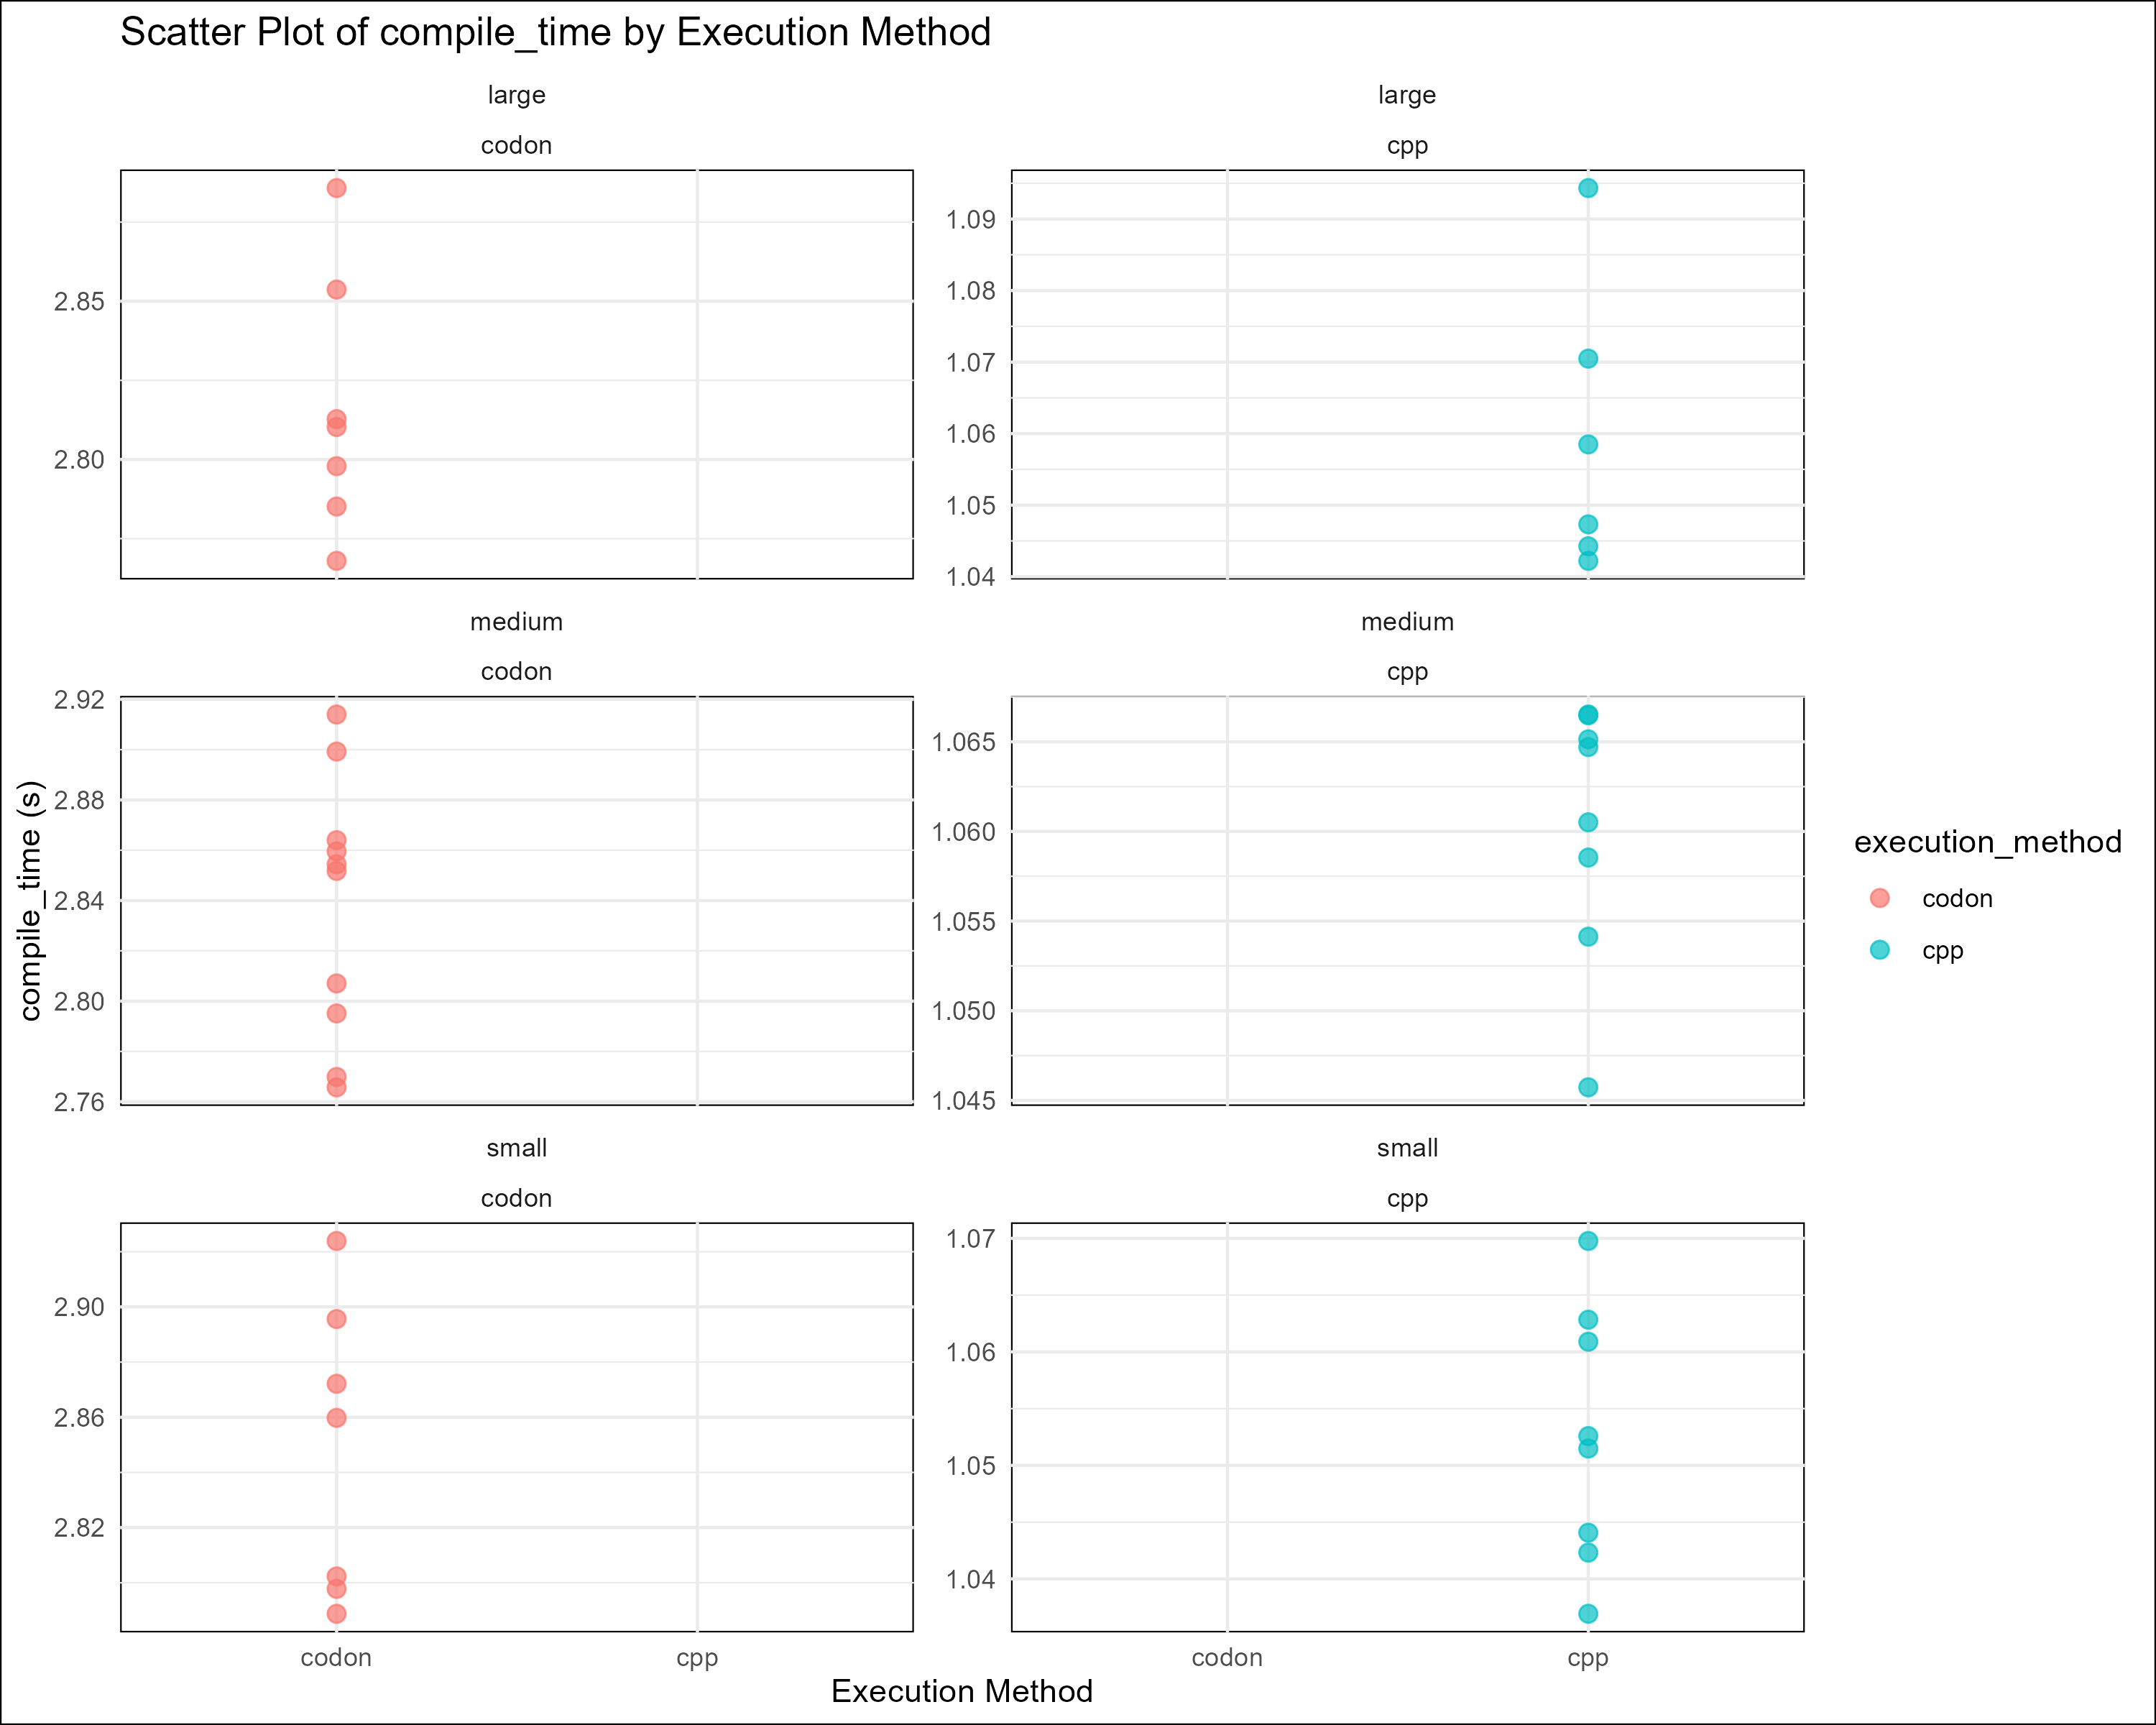 Scatter Plot of compile_time by Execution Method
large
codon
2.85
2.80
large
cpp
1.09
1.08
1.07
1.06
1.05
1.04
medium
codon
2.92
2.88
2.84
2.80
2.76
medium
cpp
1.065
1.060
1.055
1.050
1.045
small
codon
2.90
2.86
2.82
small
cpp
1.07
1.06
1.05
1.04
codon
cpp
codon
cpp
Execution Method
compile_time (s)
execution_method
codon
cpp